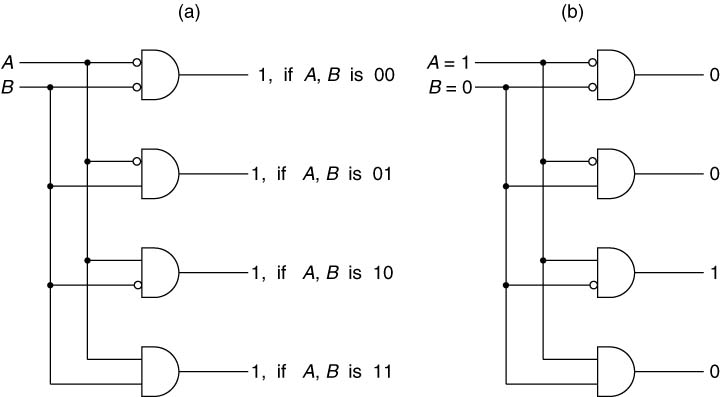 (a)
A
B
1, if A, B is 00
1, if A, B is 01
1, if A, B is 10
1, if A, B is 11
(b)
A = 1
B = 0
0
0
1
0